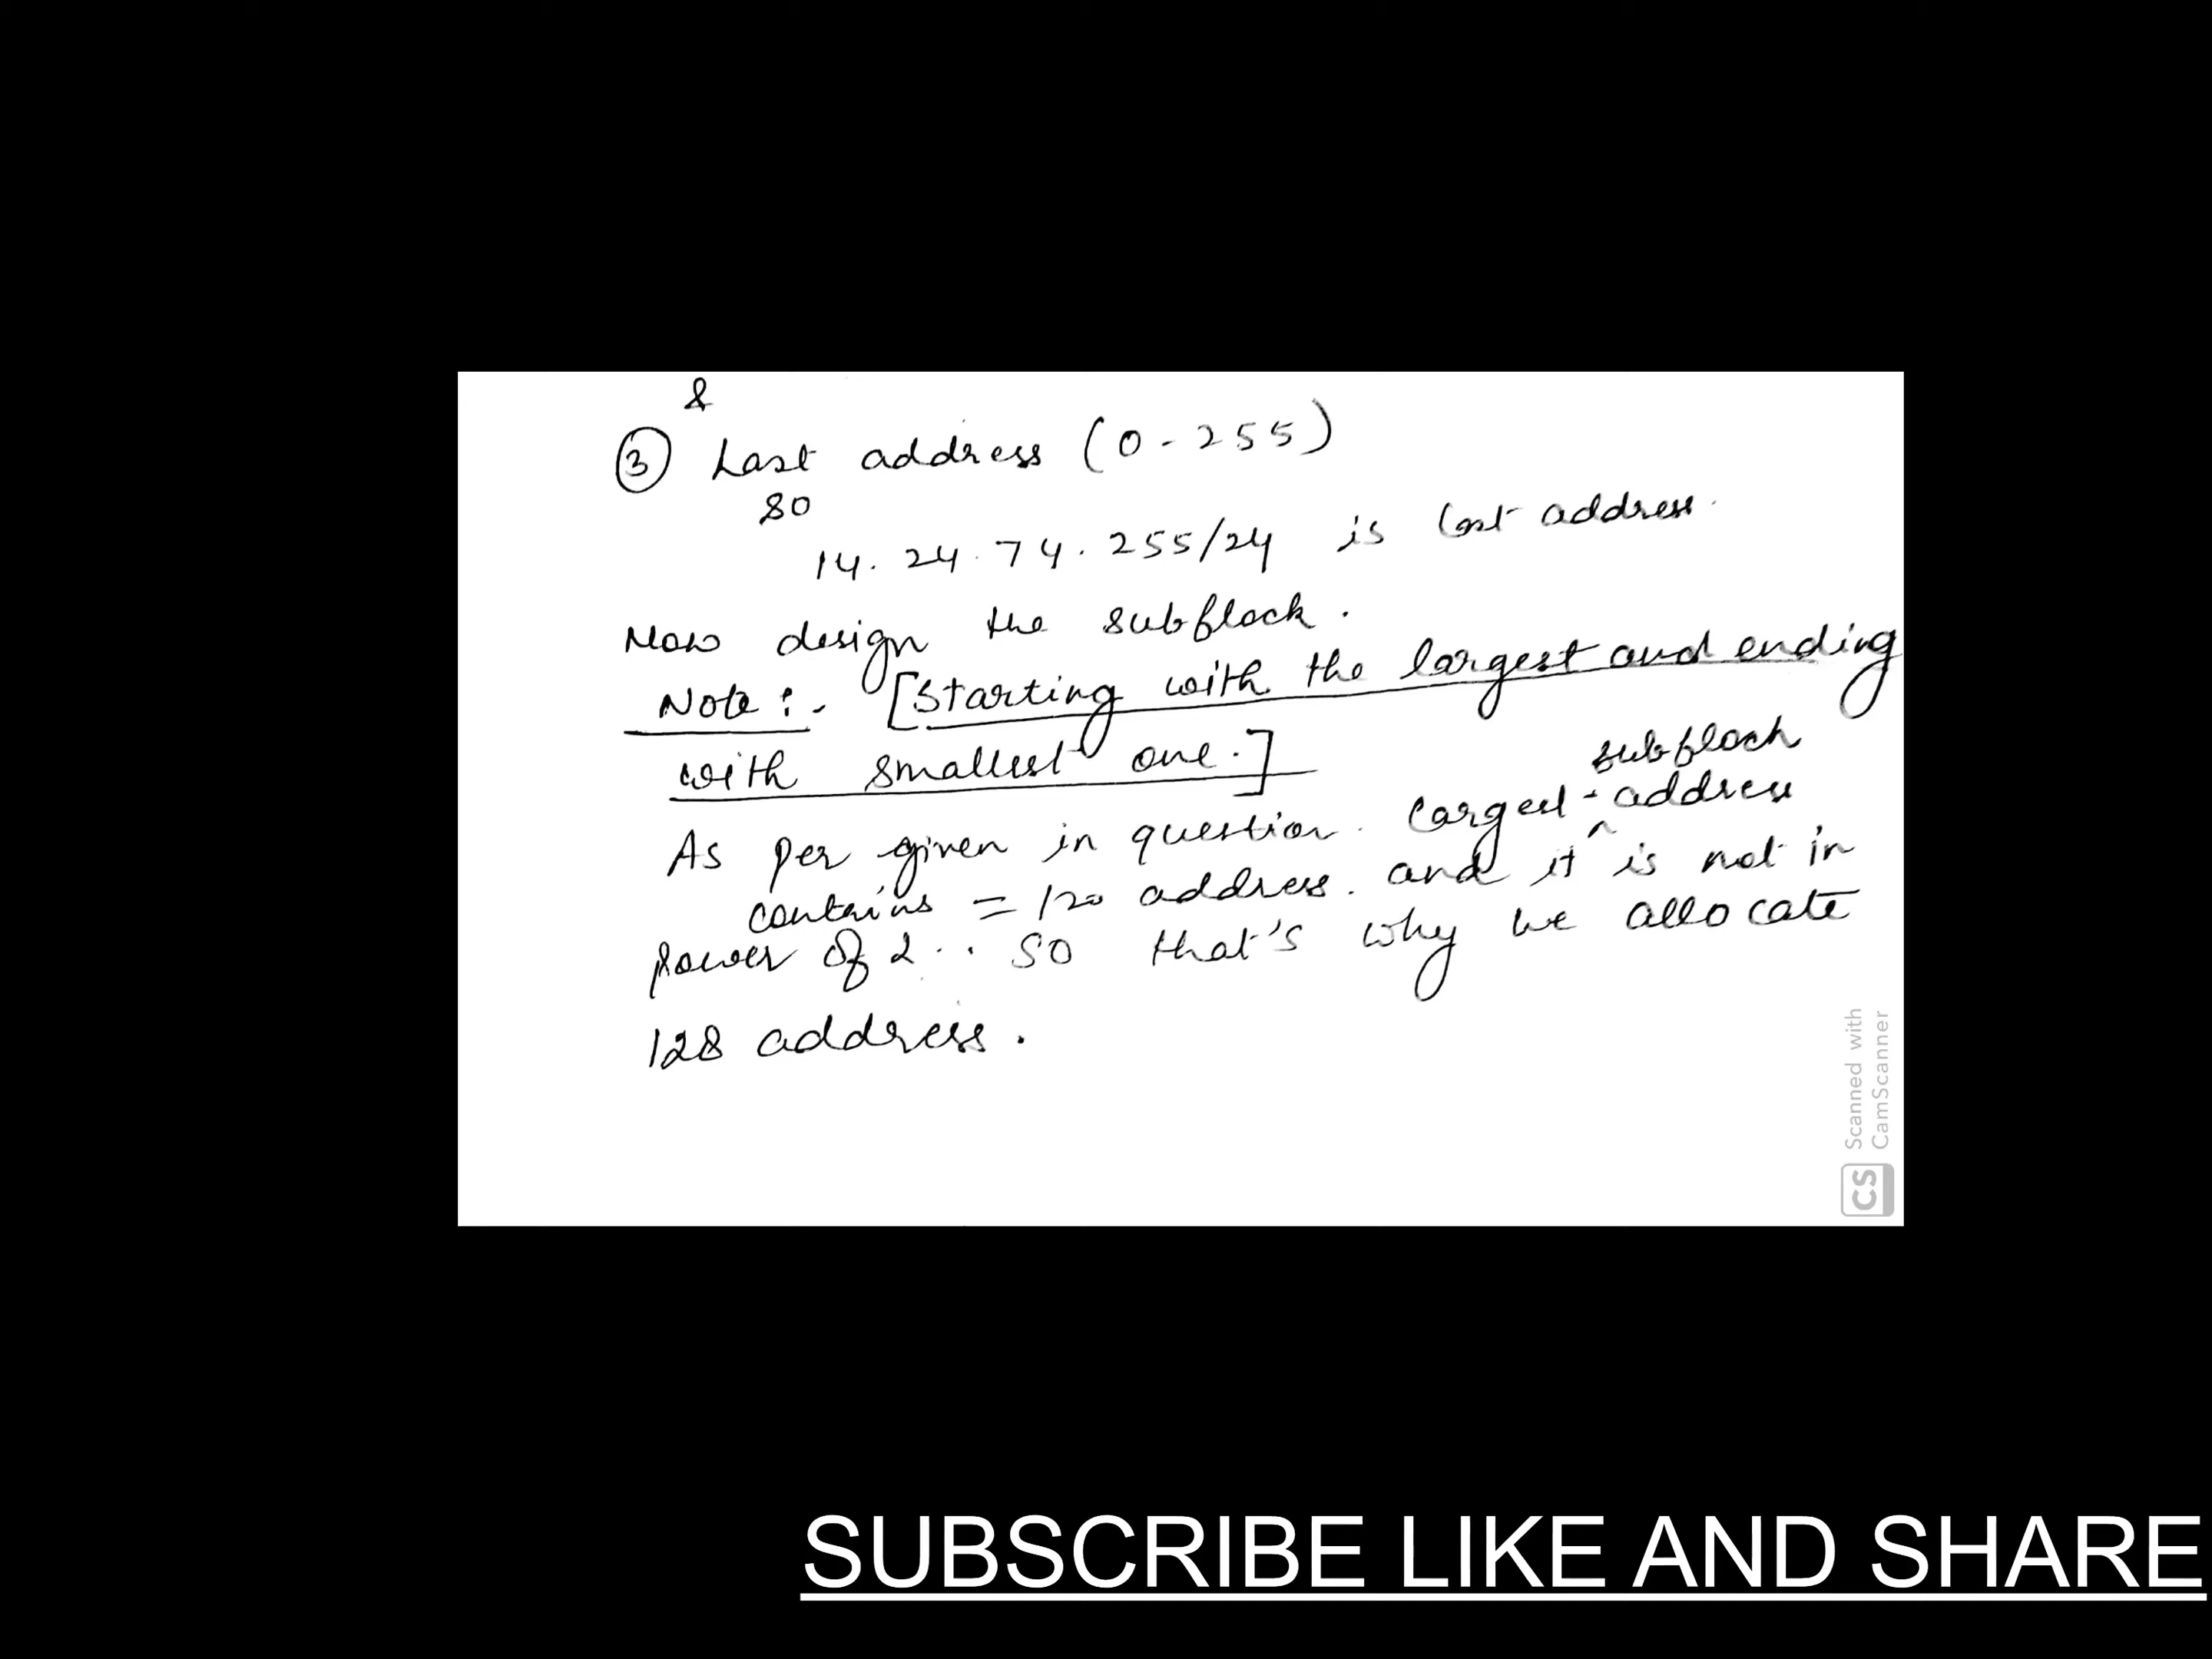 &
③ Last address (0-255)
so
14.24.74.255/24 is last address.
Now design the subblock.
Note:- [Starting with the largest and ending
with smallest one.]
subblock
As per given in question. largest address
contains = 120 address. and it is not in
power of 2.. so that's why we allocate
128 address.
Scanned with
CamScanner
CS
SUBSCRIBE LIKE AND SHARE